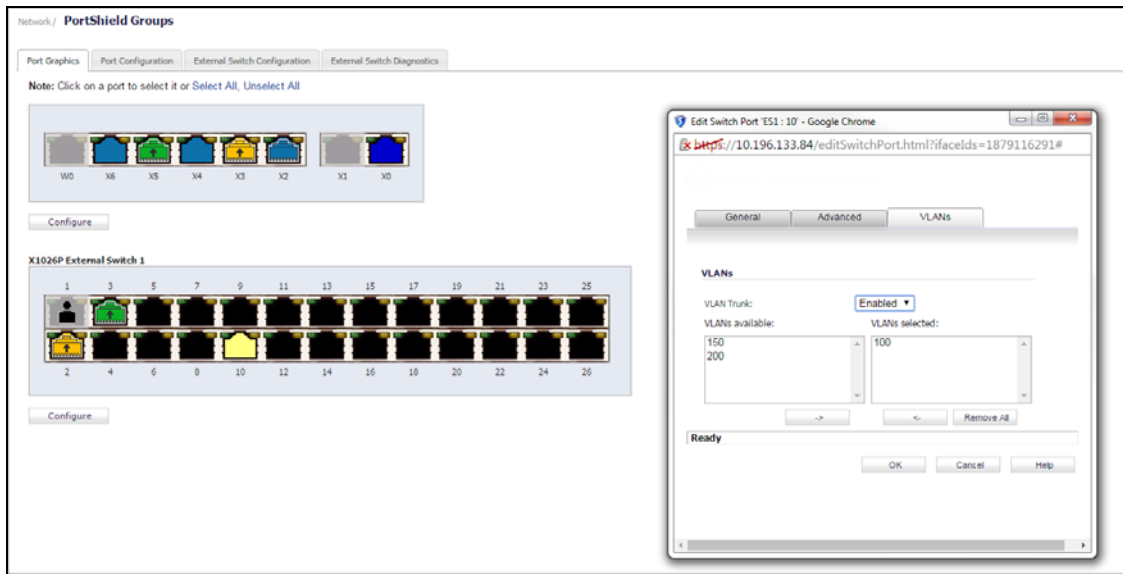 Network / PortShield Groups
Port Graphics Port Configuration External Switch Configuration External Switch Diagnostics
Note: Click on a port to select it or Select All, Unselect All
W0 X6 X5 X4 X3 X2 X1 X0
Configure
X1026P External Switch 1
1 3 5 7 9 11 13 15 17 19 21 23 25
2 4 6 8 10 12 14 16 18 20 22 24 26
Configure
Edit Switch Port 'ES1 : 10' - Google Chrome
https://10.196.133.84/editSwitchPort.html?ifaceIds=1879116291#
General Advanced VLANs
VLANs
VLAN Trunk: Enabled
VLANs available: VLANs selected:
150 100
200
-> <- Remove All
Ready
OK Cancel Help